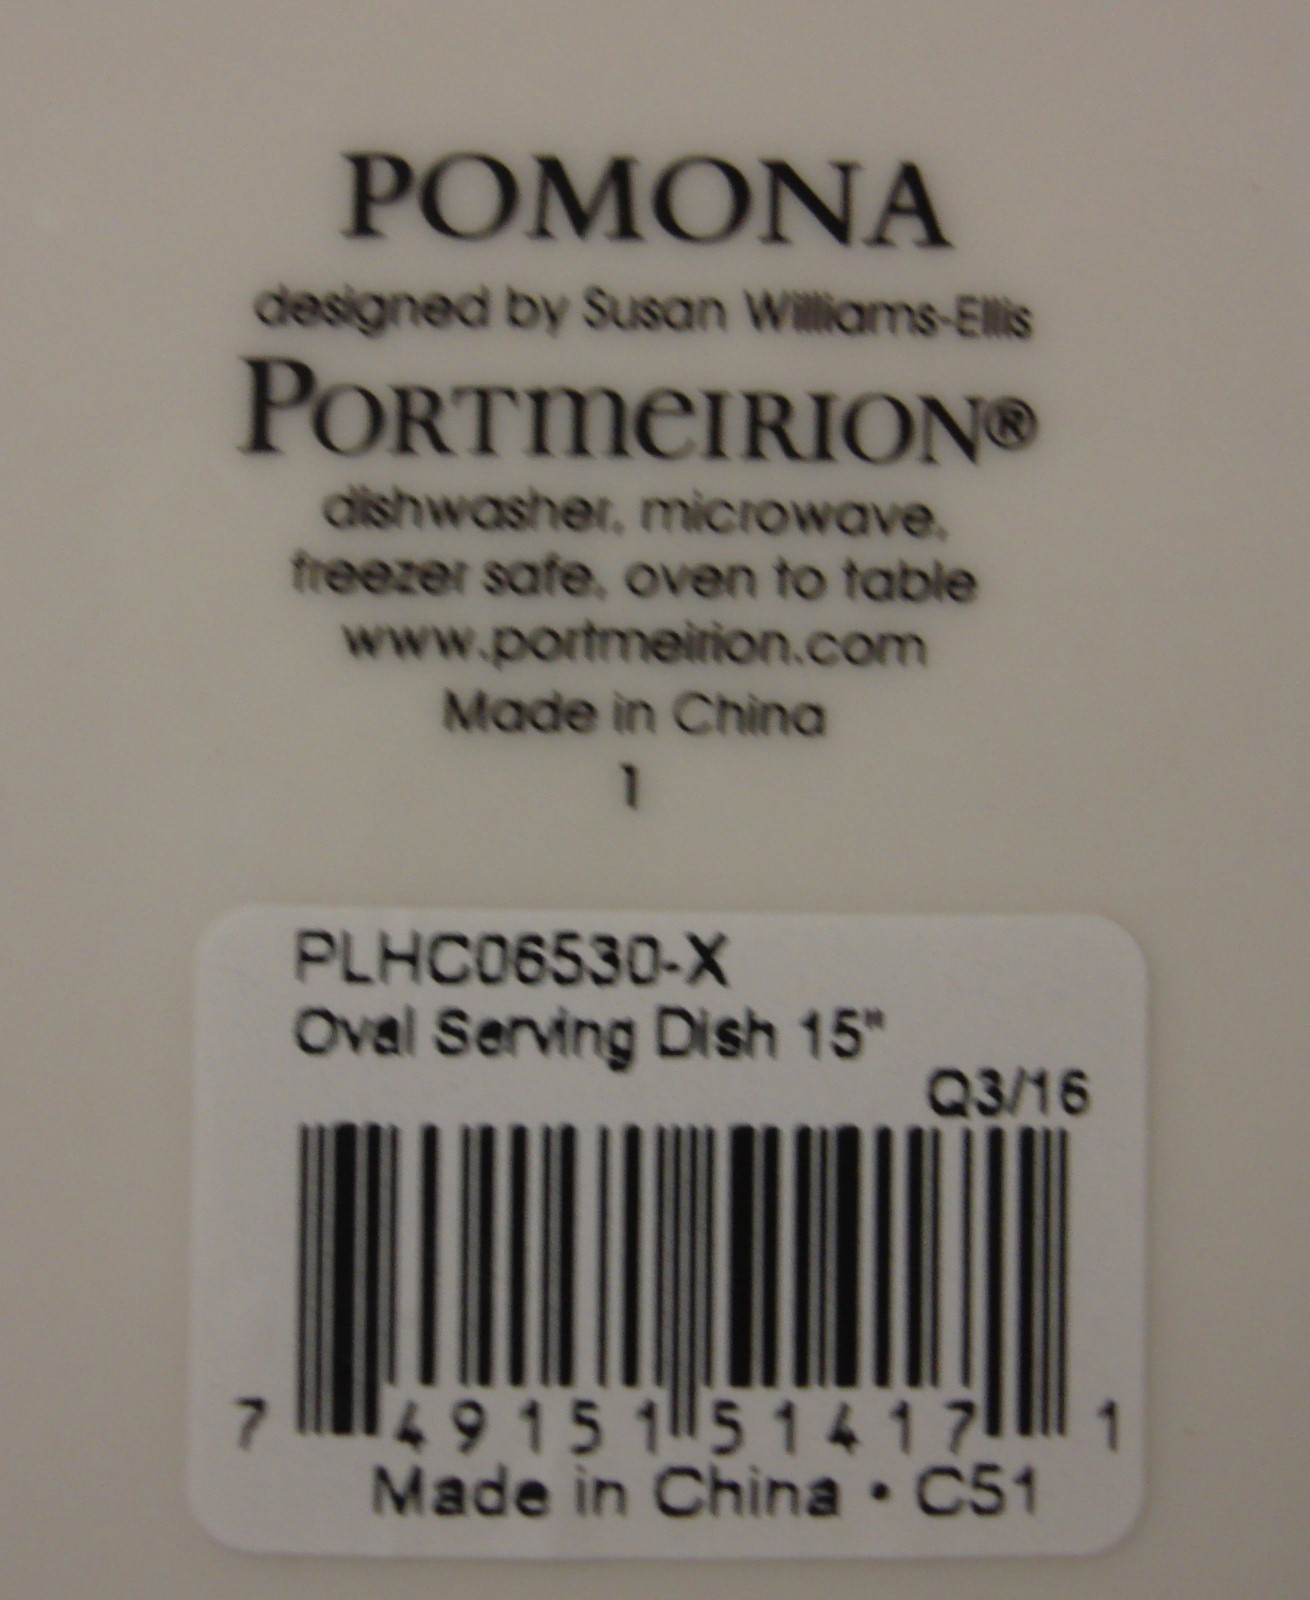 POMONA
designed by Susan Williams-Ellis
PORTMEIRION®
dishwasher, microwave,
freezer safe, oven to table
www.portmeirion.com
Made in China
1
PLHC06530-X
Oval Serving Dish 15"
Q3/16
7 49151 51417 1
Made in China • C51